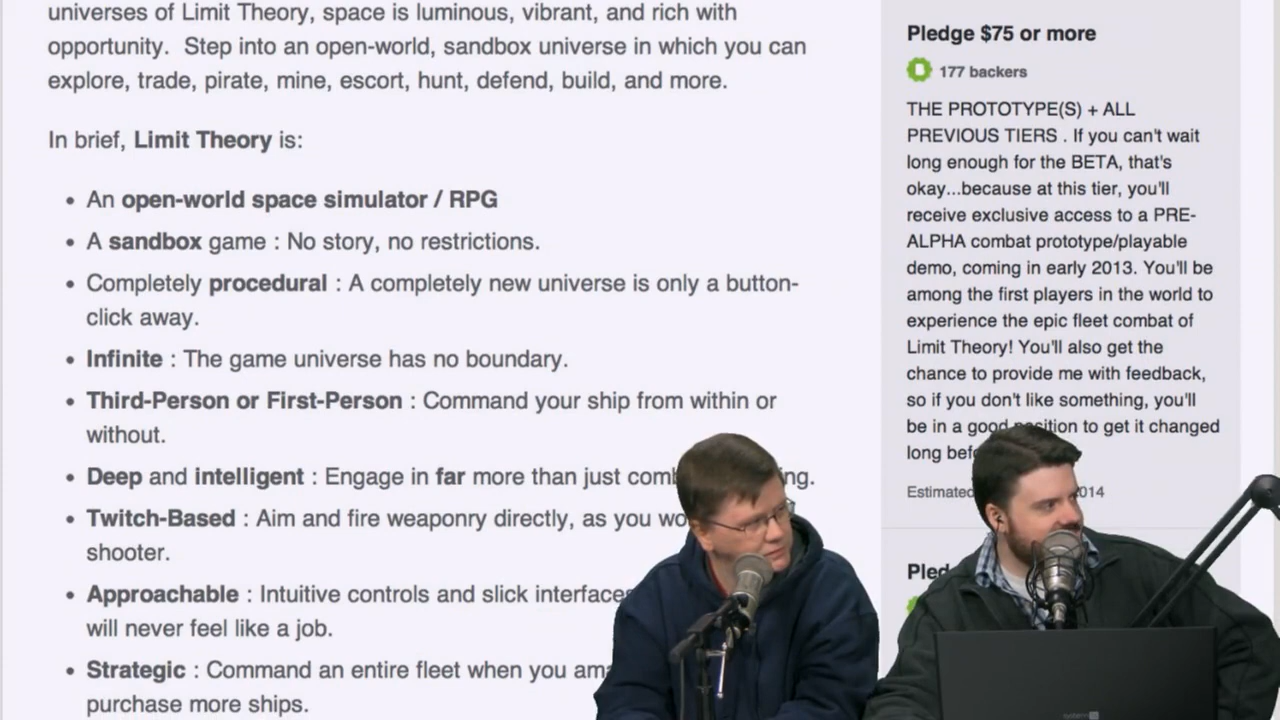 universes of Limit Theory, space is luminous, vibrant, and rich with
opportunity.  Step into an open-world, sandbox universe in which you can
explore, trade, pirate, mine, escort, hunt, defend, build, and more.
In brief, Limit Theory is:
• An open-world space simulator / RPG
• A sandbox game : No story, no restrictions.
• Completely procedural : A completely new universe is only a button-
click away.
• Infinite : The game universe has no boundary.
• Third-Person or First-Person : Command your ship from within or
without.
• Deep and intelligent : Engage in far more than just
• Twitch-Based : Aim and fire weaponry directly, as you
shooter.
• Approachable : Intuitive controls and slick interfaces
will never feel like a job.
• Strategic : Command an entire fleet when you
purchase more ships.
Pledge $75 or more
177 backers
THE PROTOTYPE(S) + ALL
PREVIOUS TIERS . If you can't wait
long enough for the BETA, that's
okay...because at this tier, you'll
receive exclusive access to a PRE-
ALPHA combat prototype/playable
demo, coming in early 2013. You'll be
among the first players in the world to
experience the epic fleet combat of
Limit Theory! You'll also get the
chance to provide me with feedback,
so if you don't like something, you'll
be in a good position to get it changed
long
Estimated